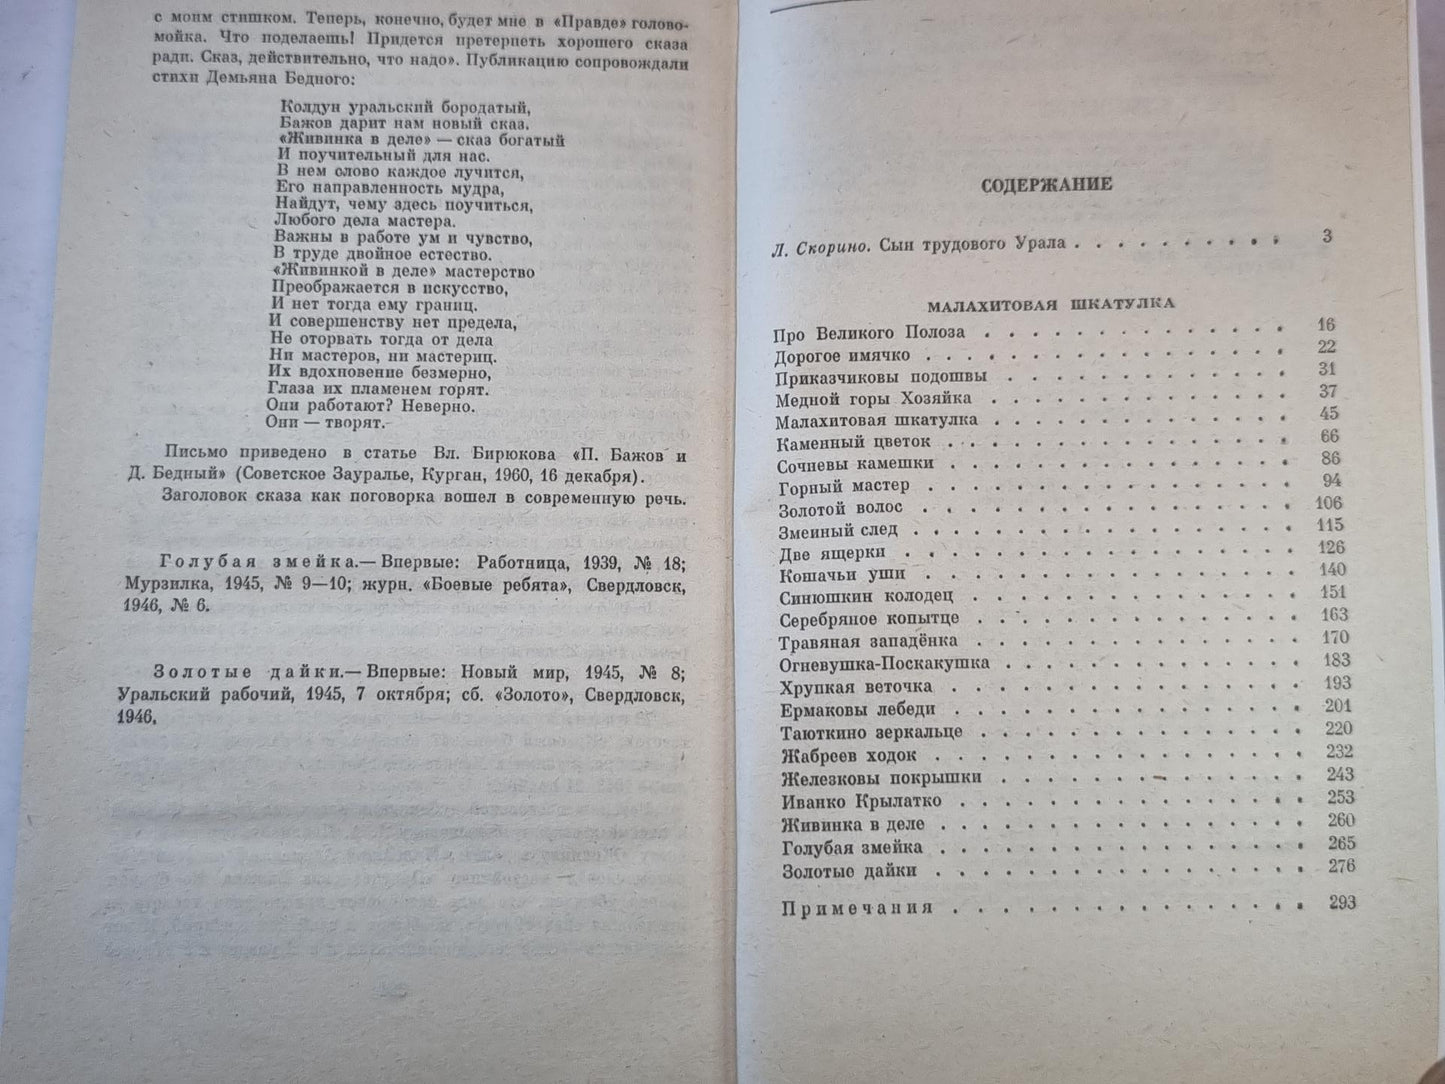 с моим стишком. Теперь, конечно, будет мне в «Правде» голово-
мойка. Что поделаешь! Придется претерпеть хорошего сказа
ради. Сказ, действительно, что надо». Публикацию сопровождали
стихи Демьяна Бедного:
Колдун уральский бородатый,
Бажов дарит нам новый сказ.
«Живинка в деле» — сказ богатый
И поучительный для нас.
В нем слово каждое лучится,
Его направленность мудра,
Найдут, чему здесь поучиться,
Любого дела мастера.
Важны в работе ум и чувство,
В труде двойное естество.
«Живинкой в деле» мастерство
Преображается в искусство,
И нет тогда ему границ.
И совершенству нет предела,
Не оторвать тогда от дела
Ни мастеров, ни мастериц.
Их вдохновение безмерно,
Глаза их пламенем горят.
Они работают? Неверно.
Они — творят.
Письмо приведено в статье Вл. Бирюкова «П. Бажов и
Д. Бедный» (Советское Зауралье, Курган, 1960, 16 декабря).
Заголовок сказа как поговорка вошел в современную речь.
Голубая змейка.— Впервые: Работница, 1939, № 18;
Мурзилка, 1945, № 9—10; журн. «Боевые ребята», Свердловск,
1946, № 6.
Золотые дайки.— Впервые: Новый мир, 1945, № 8;
Уральский рабочий, 1945, 7 октября; сб. «Золото», Свердловск,
1946.
СОДЕРЖАНИЕ
Л. Скорино. Сын трудового Урала . . . . . . . . . . 3
МАЛАХИТОВАЯ ШКАТУЛКА
Про Великого Полоза . . . . . . . . . . . . . 16
Дорогое имячко . . . . . . . . . . . . . . . . 22
Приказчиковы подошвы . . . . . . . . . . . . 31
Медной горы Хозяйка . . . . . . . . . . . . . 37
Малахитовая шкатулка . . . . . . . . . . . . 45
Каменный цветок . . . . . . . . . . . . . . . 66
Сочневы камешки . . . . . . . . . . . . . . . 86
Горный мастер . . . . . . . . . . . . . . . . 94
Золотой волос . . . . . . . . . . . . . . . . 106
Змеиный след . . . . . . . . . . . . . . . . 115
Две ящерки . . . . . . . . . . . . . . . . . 126
Кошачьи уши . . . . . . . . . . . . . . . . 140
Синюшкин колодец . . . . . . . . . . . . . . 151
Серебряное копытце . . . . . . . . . . . . . 163
Травяная западёнка . . . . . . . . . . . . . 170
Огневушка-Поскакушка . . . . . . . . . . . . 183
Хрупкая веточка . . . . . . . . . . . . . . . 193
Ермаковы лебеди . . . . . . . . . . . . . . . 201
Таюткино зеркальце . . . . . . . . . . . . . 220
Жабреев ходок . . . . . . . . . . . . . . . . 232
Железковы покрышки . . . . . . . . . . . . . 243
Иванко Крылатко . . . . . . . . . . . . . . . 253
Живинка в деле . . . . . . . . . . . . . . . 260
Голубая змейка . . . . . . . . . . . . . . . 265
Золотые дайки . . . . . . . . . . . . . . . . 276
Примечания . . . . . . . . . . . . . . . . 293